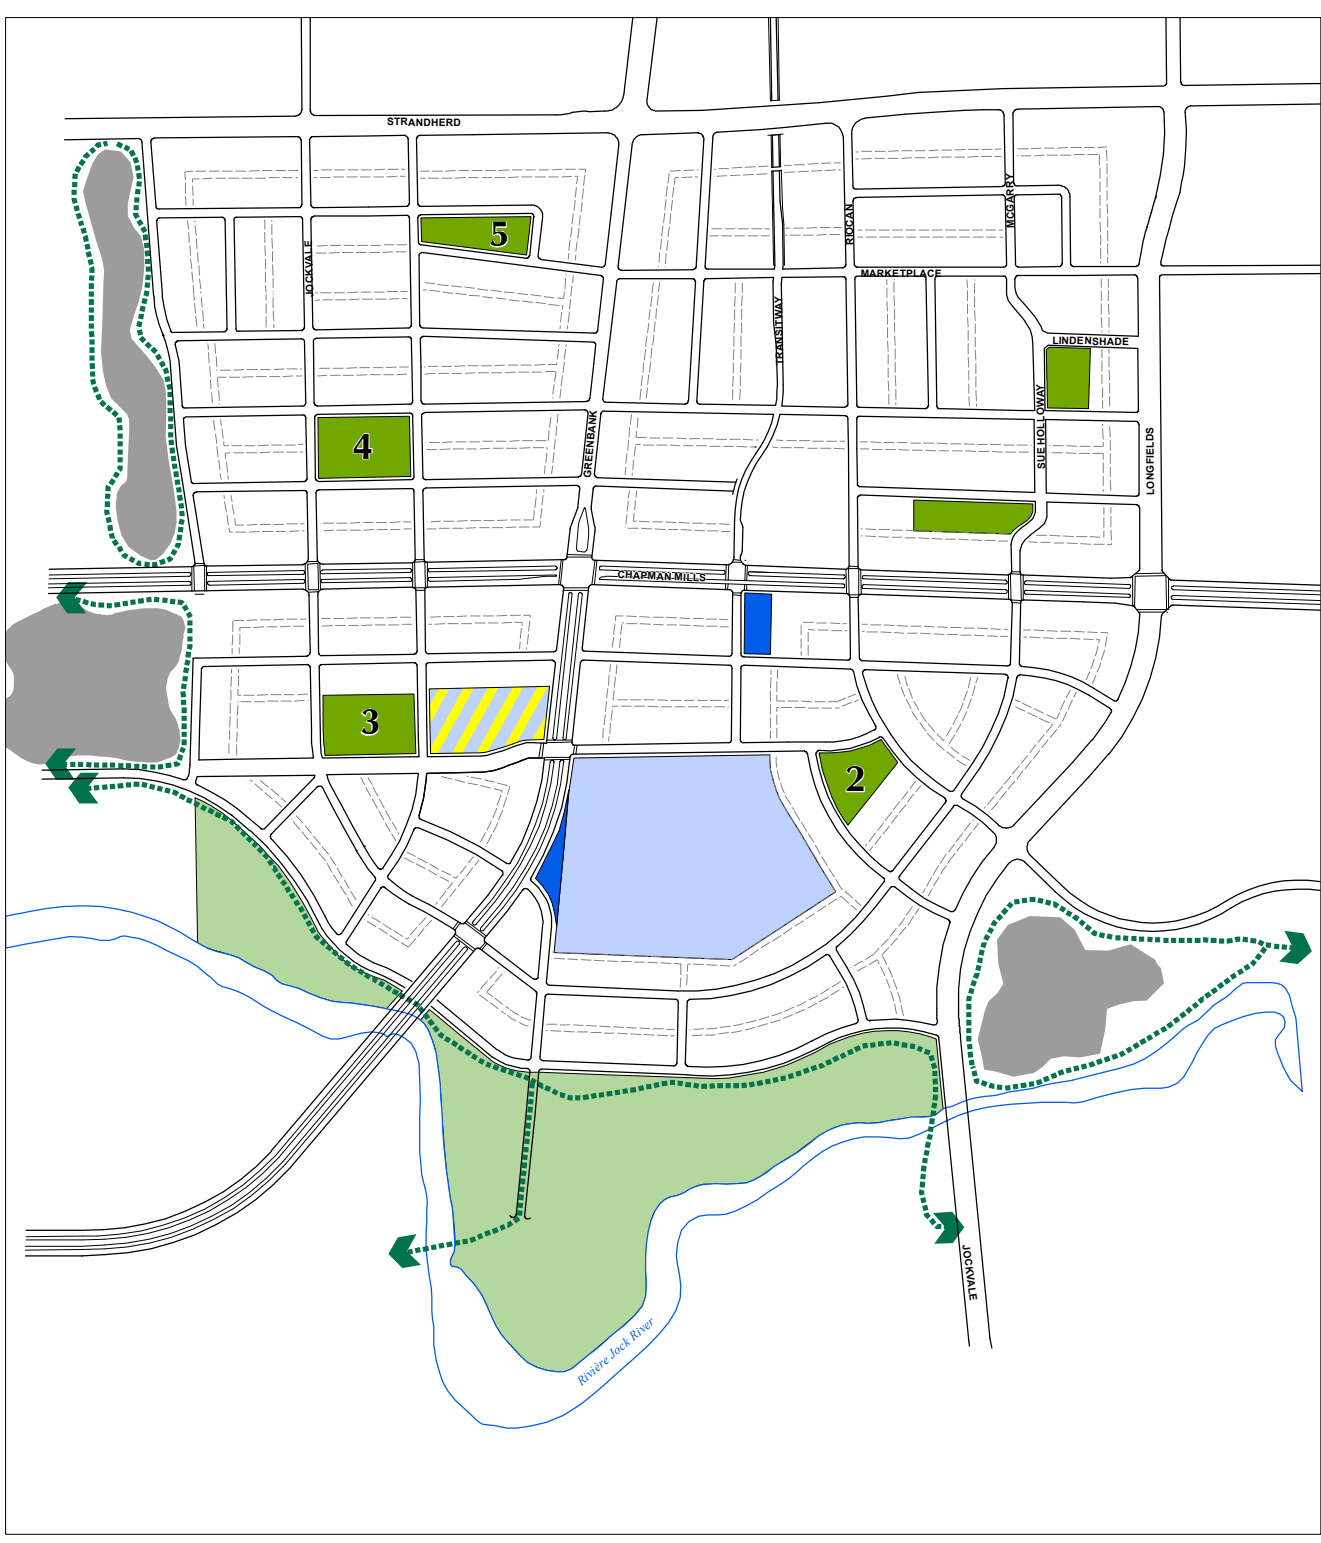 STRANDHERD
MCGARRY
RIOCAN
5
JOCKVALE
MARKETPLACE
TRANSITWAY
LINDENSHADE
SUE HOLLOWAY
GREENBANK
4
LONGFIELDS
CHAPMAN MILLS
3
2
JOCKVALE
Rivière Jock River